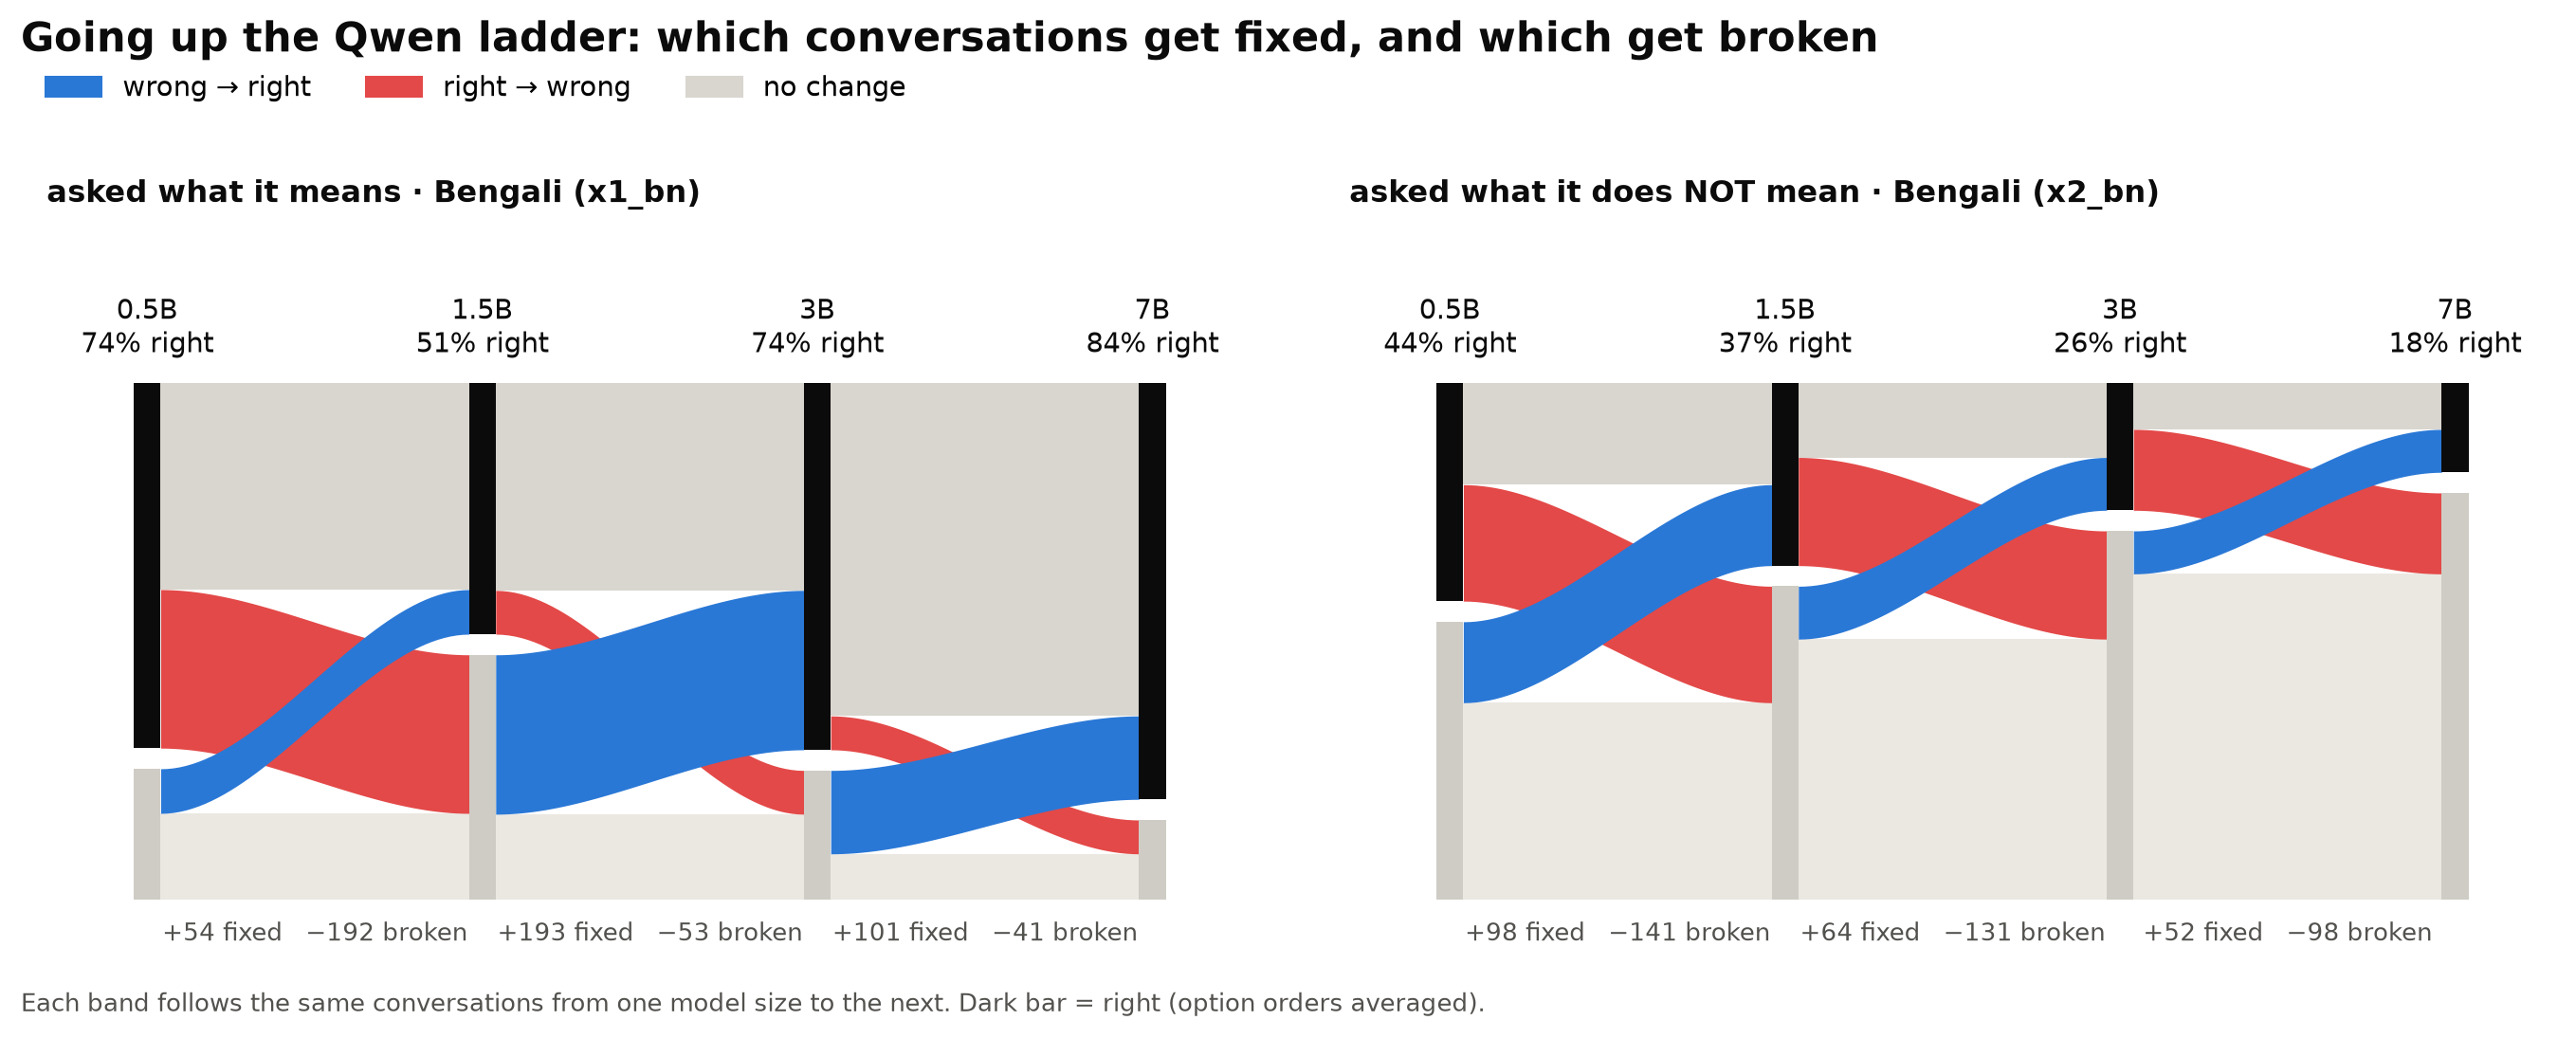 Going up the Qwen ladder: which conversations get fixed, and which get broken
wrong → right right → wrong no change
asked what it means · Bengali (x1_bn)
0.5B 1.5B 3B 7B
74% right 51% right 74% right 84% right
+54 fixed −192 broken +193 fixed −53 broken +101 fixed −41 broken
asked what it does NOT mean · Bengali (x2_bn)
0.5B 1.5B 3B 7B
44% right 37% right 26% right 18% right
+98 fixed −141 broken +64 fixed −131 broken +52 fixed −98 broken
Each band follows the same conversations from one model size to the next. Dark bar = right (option orders averaged).